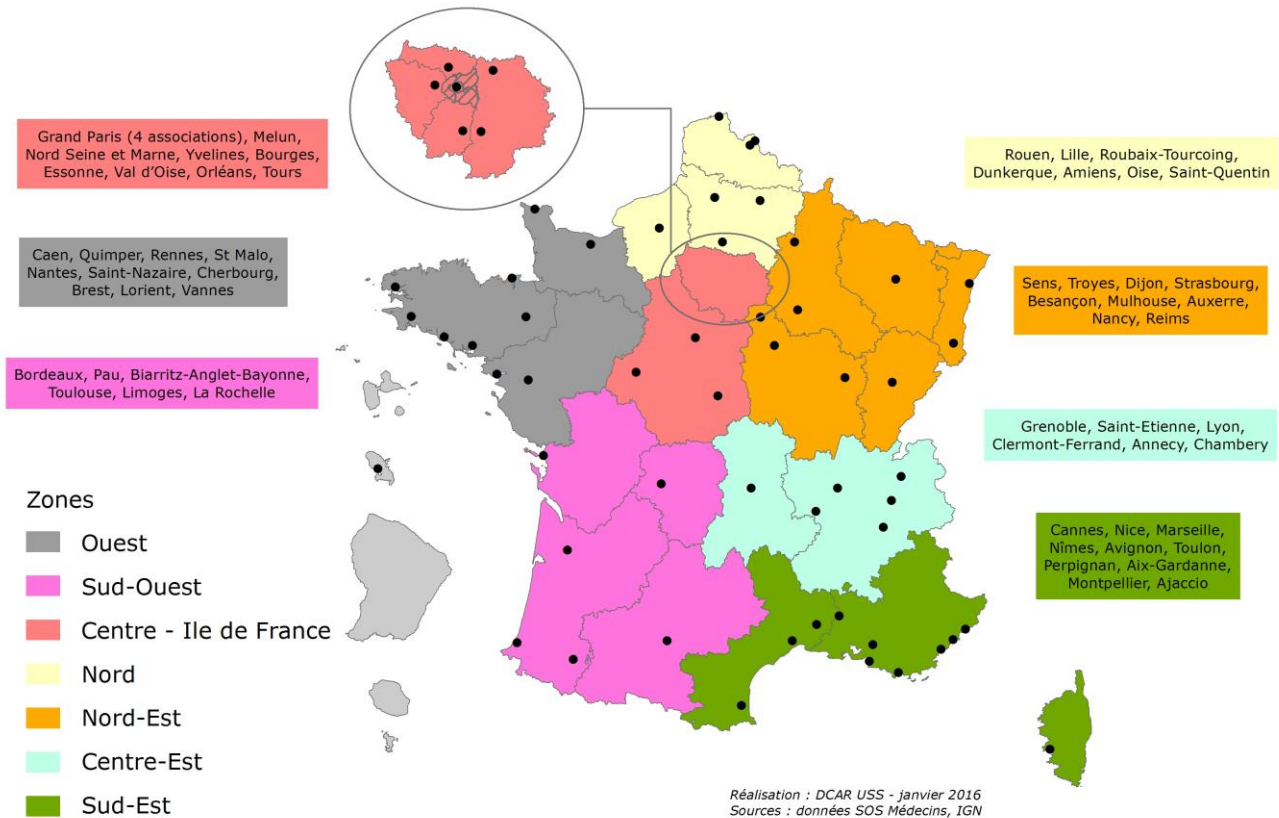 Grand Paris (4 associations), Melun,
Nord Seine et Marne, Yvelines, Bourges,
Essonne, Val d’Oise, Orléans, Tours
Rouen, Lille, Roubaix-Tourcoing,
Dunkerque, Amiens, Oise, Saint-Quentin
Caen, Quimper, Rennes, St Malo,
Nantes, Saint-Nazaire, Cherbourg,
Brest, Lorient, Vannes
Sens, Troyes, Dijon, Strasbourg,
Besançon, Mulhouse, Auxerre,
Nancy, Reims
Bordeaux, Pau, Biarritz-Anglet-Bayonne,
Toulouse, Limoges, La Rochelle
Grenoble, Saint-Etienne, Lyon,
Clermont-Ferrand, Annecy, Chambery
Cannes, Nice, Marseille,
Nîmes, Avignon, Toulon,
Perpignan, Aix-Gardanne,
Montpellier, Ajaccio
Zones
Ouest
Sud-Ouest
Centre - Ile de France
Nord
Nord-Est
Centre-Est
Sud-Est
Réalisation : DCAR USS - janvier 2016
Sources : données SOS Médecins, IGN